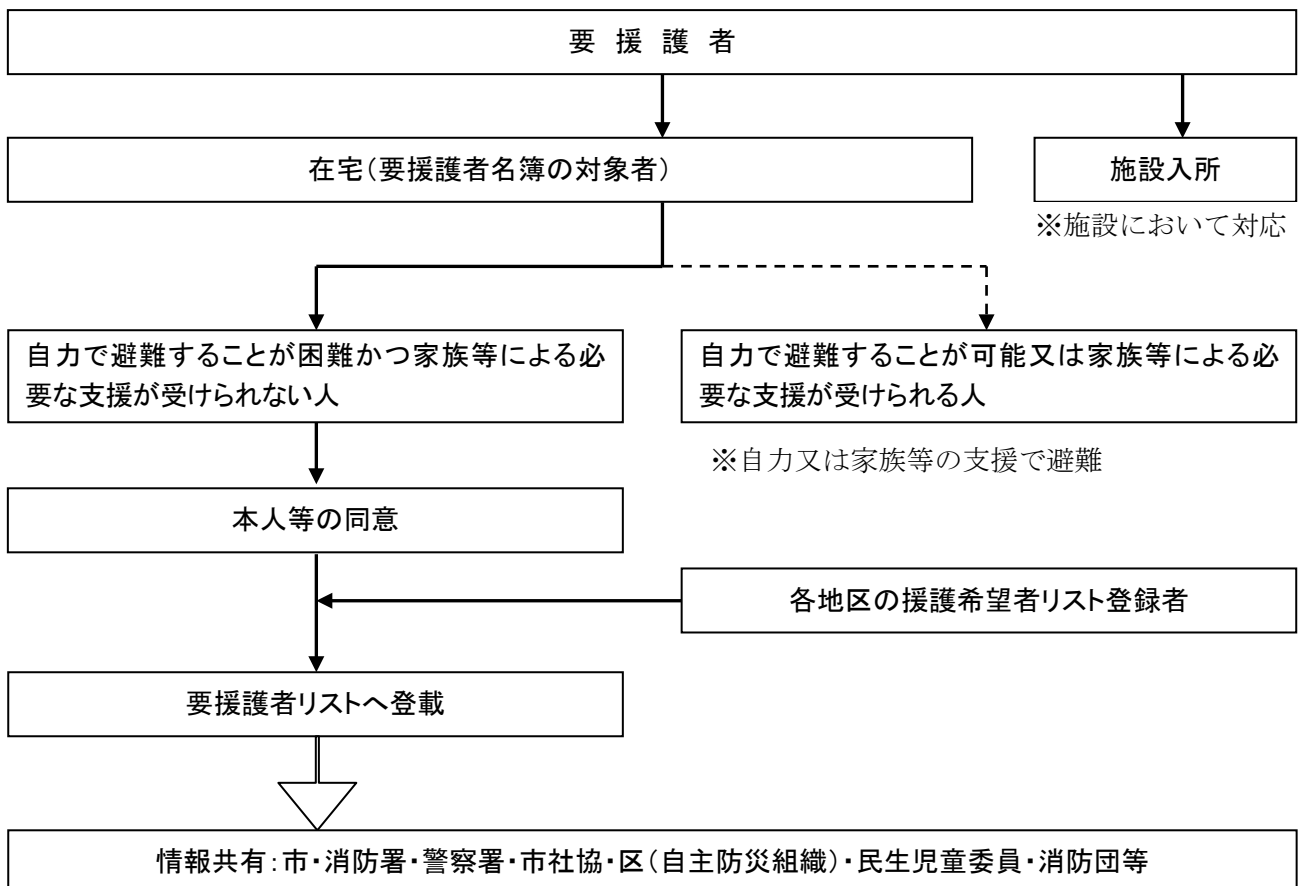 要 援 護 者
在宅(要援護者名簿の対象者)
施設入所
※施設において対応
自力で避難することが困難かつ家族等による必
要な支援が受けられない人
自力で避難することが可能又は家族等による必
要な支援が受けられる人
※自力又は家族等の支援で避難
本人等の同意
各地区の援護希望者リスト登録者
要援護者リストへ登載
情報共有:市・消防署・警察署・市社協・区(自主防災組織)・民生児童委員・消防団等